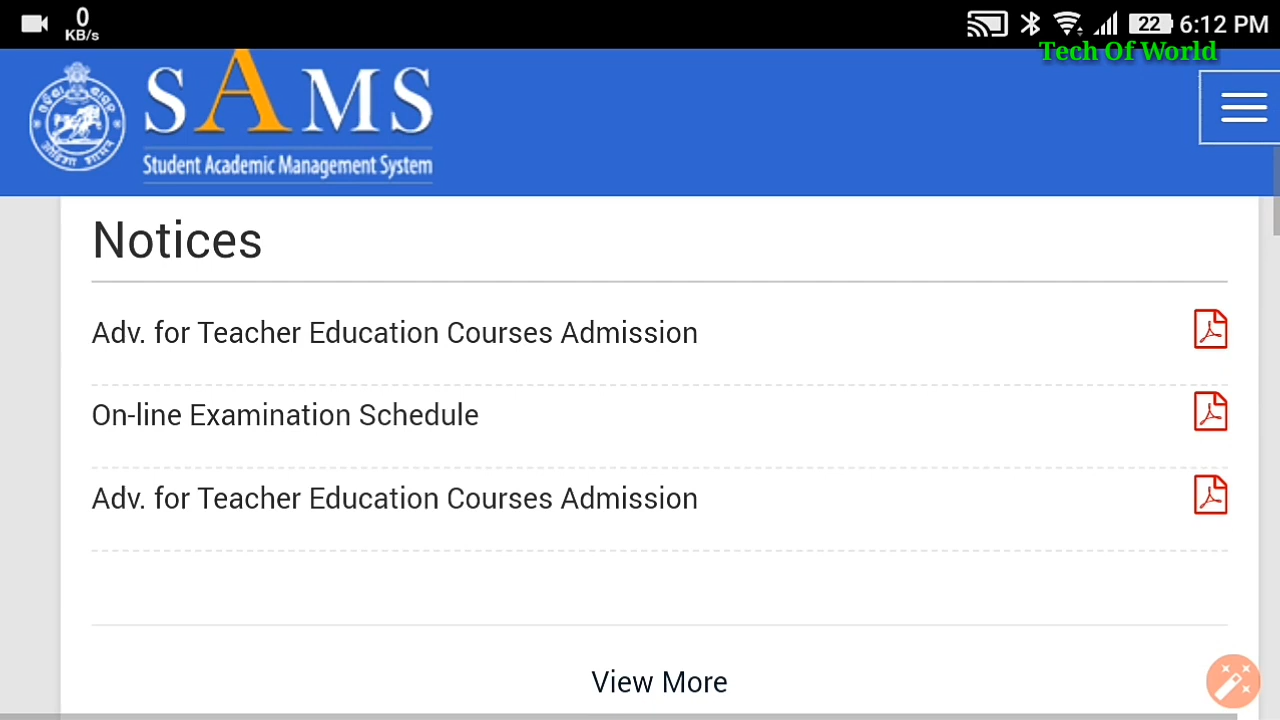 0
KB/s
22 6:12 PM
Tech Of World
SAMS
Student Academic Management System
Notices
Adv. for Teacher Education Courses Admission
On-line Examination Schedule
Adv. for Teacher Education Courses Admission
View More